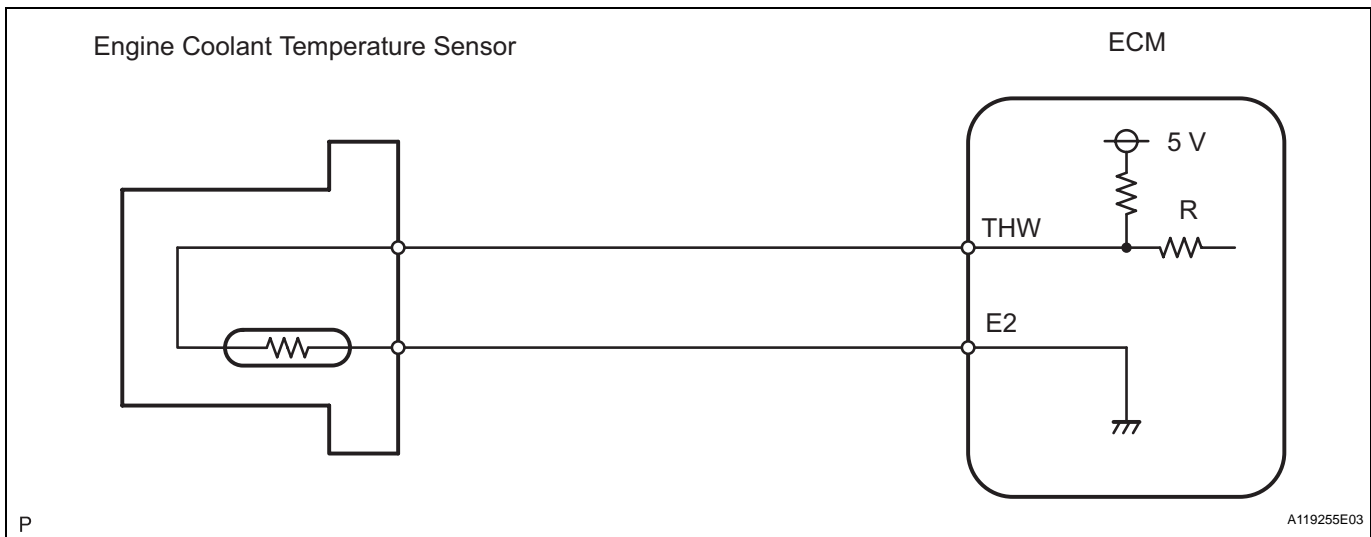 Engine Coolant Temperature Sensor
ECM
5 V
R
THW
E2
P
A119255E03